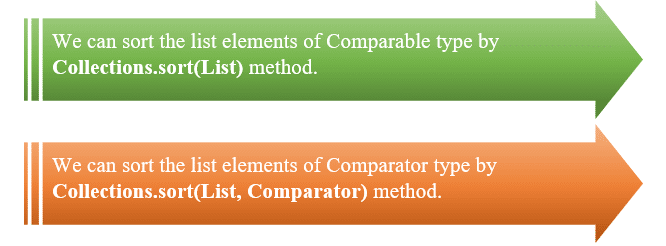 We can sort the list elements of Comparable type by
Collections.sort(List) method.
We can sort the list elements of Comparator type by
Collections.sort(List, Comparator) method.